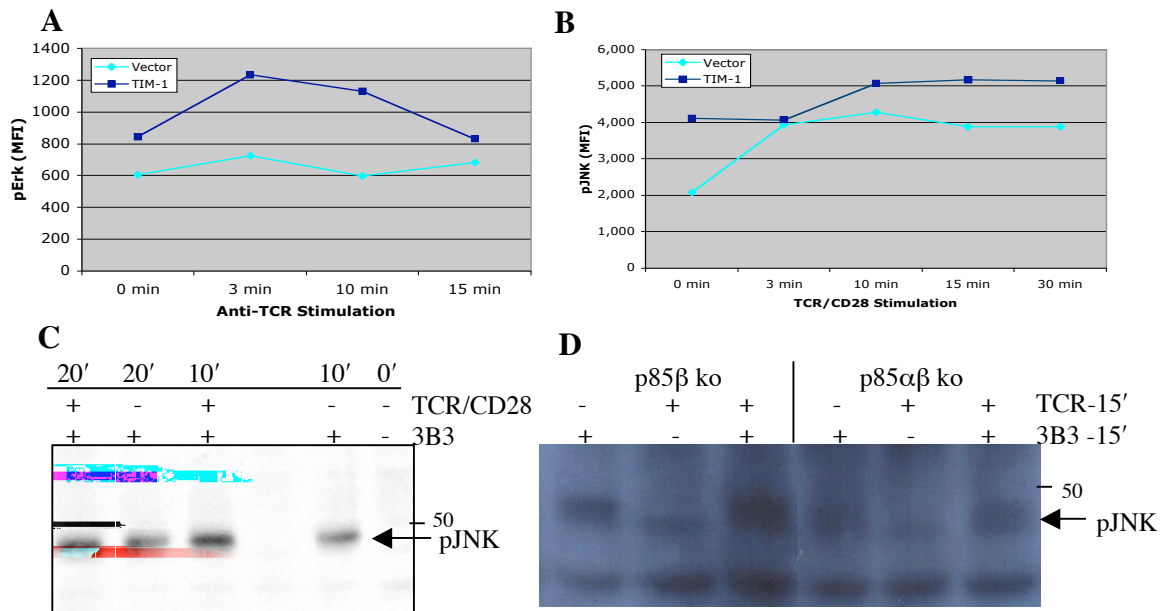 A
1400
1200
1000
800
600
400
200
0
pErk (MFI)
Vector
TIM-1
0 min 3 min 10 min 15 min
Anti-TCR Stimulation
B
6,000
5,000
4,000
3,000
2,000
1,000
0
pJNK (MFI)
Vector
TIM-1
0 min 3 min 10 min 15 min 30 min
TCR/CD28 Stimulation
C
20′ 20′ 10′ 10′ 0′
+ - + - - TCR/CD28
+ + + + - 3B3
50
pJNK
D
p85β ko p85αβ ko
- + + - + + TCR-15′
+ - + + - + 3B3 -15′
50
pJNK